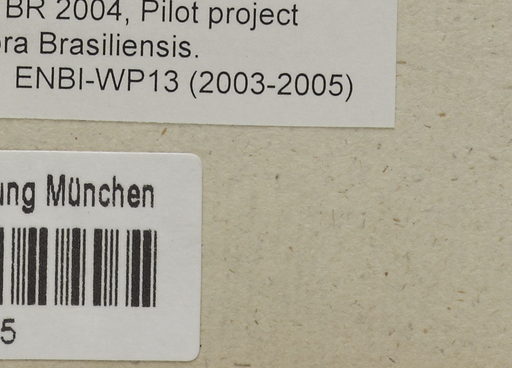 BR 2004, Pilot project
ra Brasiliensis.
ENBI-WP13 (2003-2005)
ung München
5